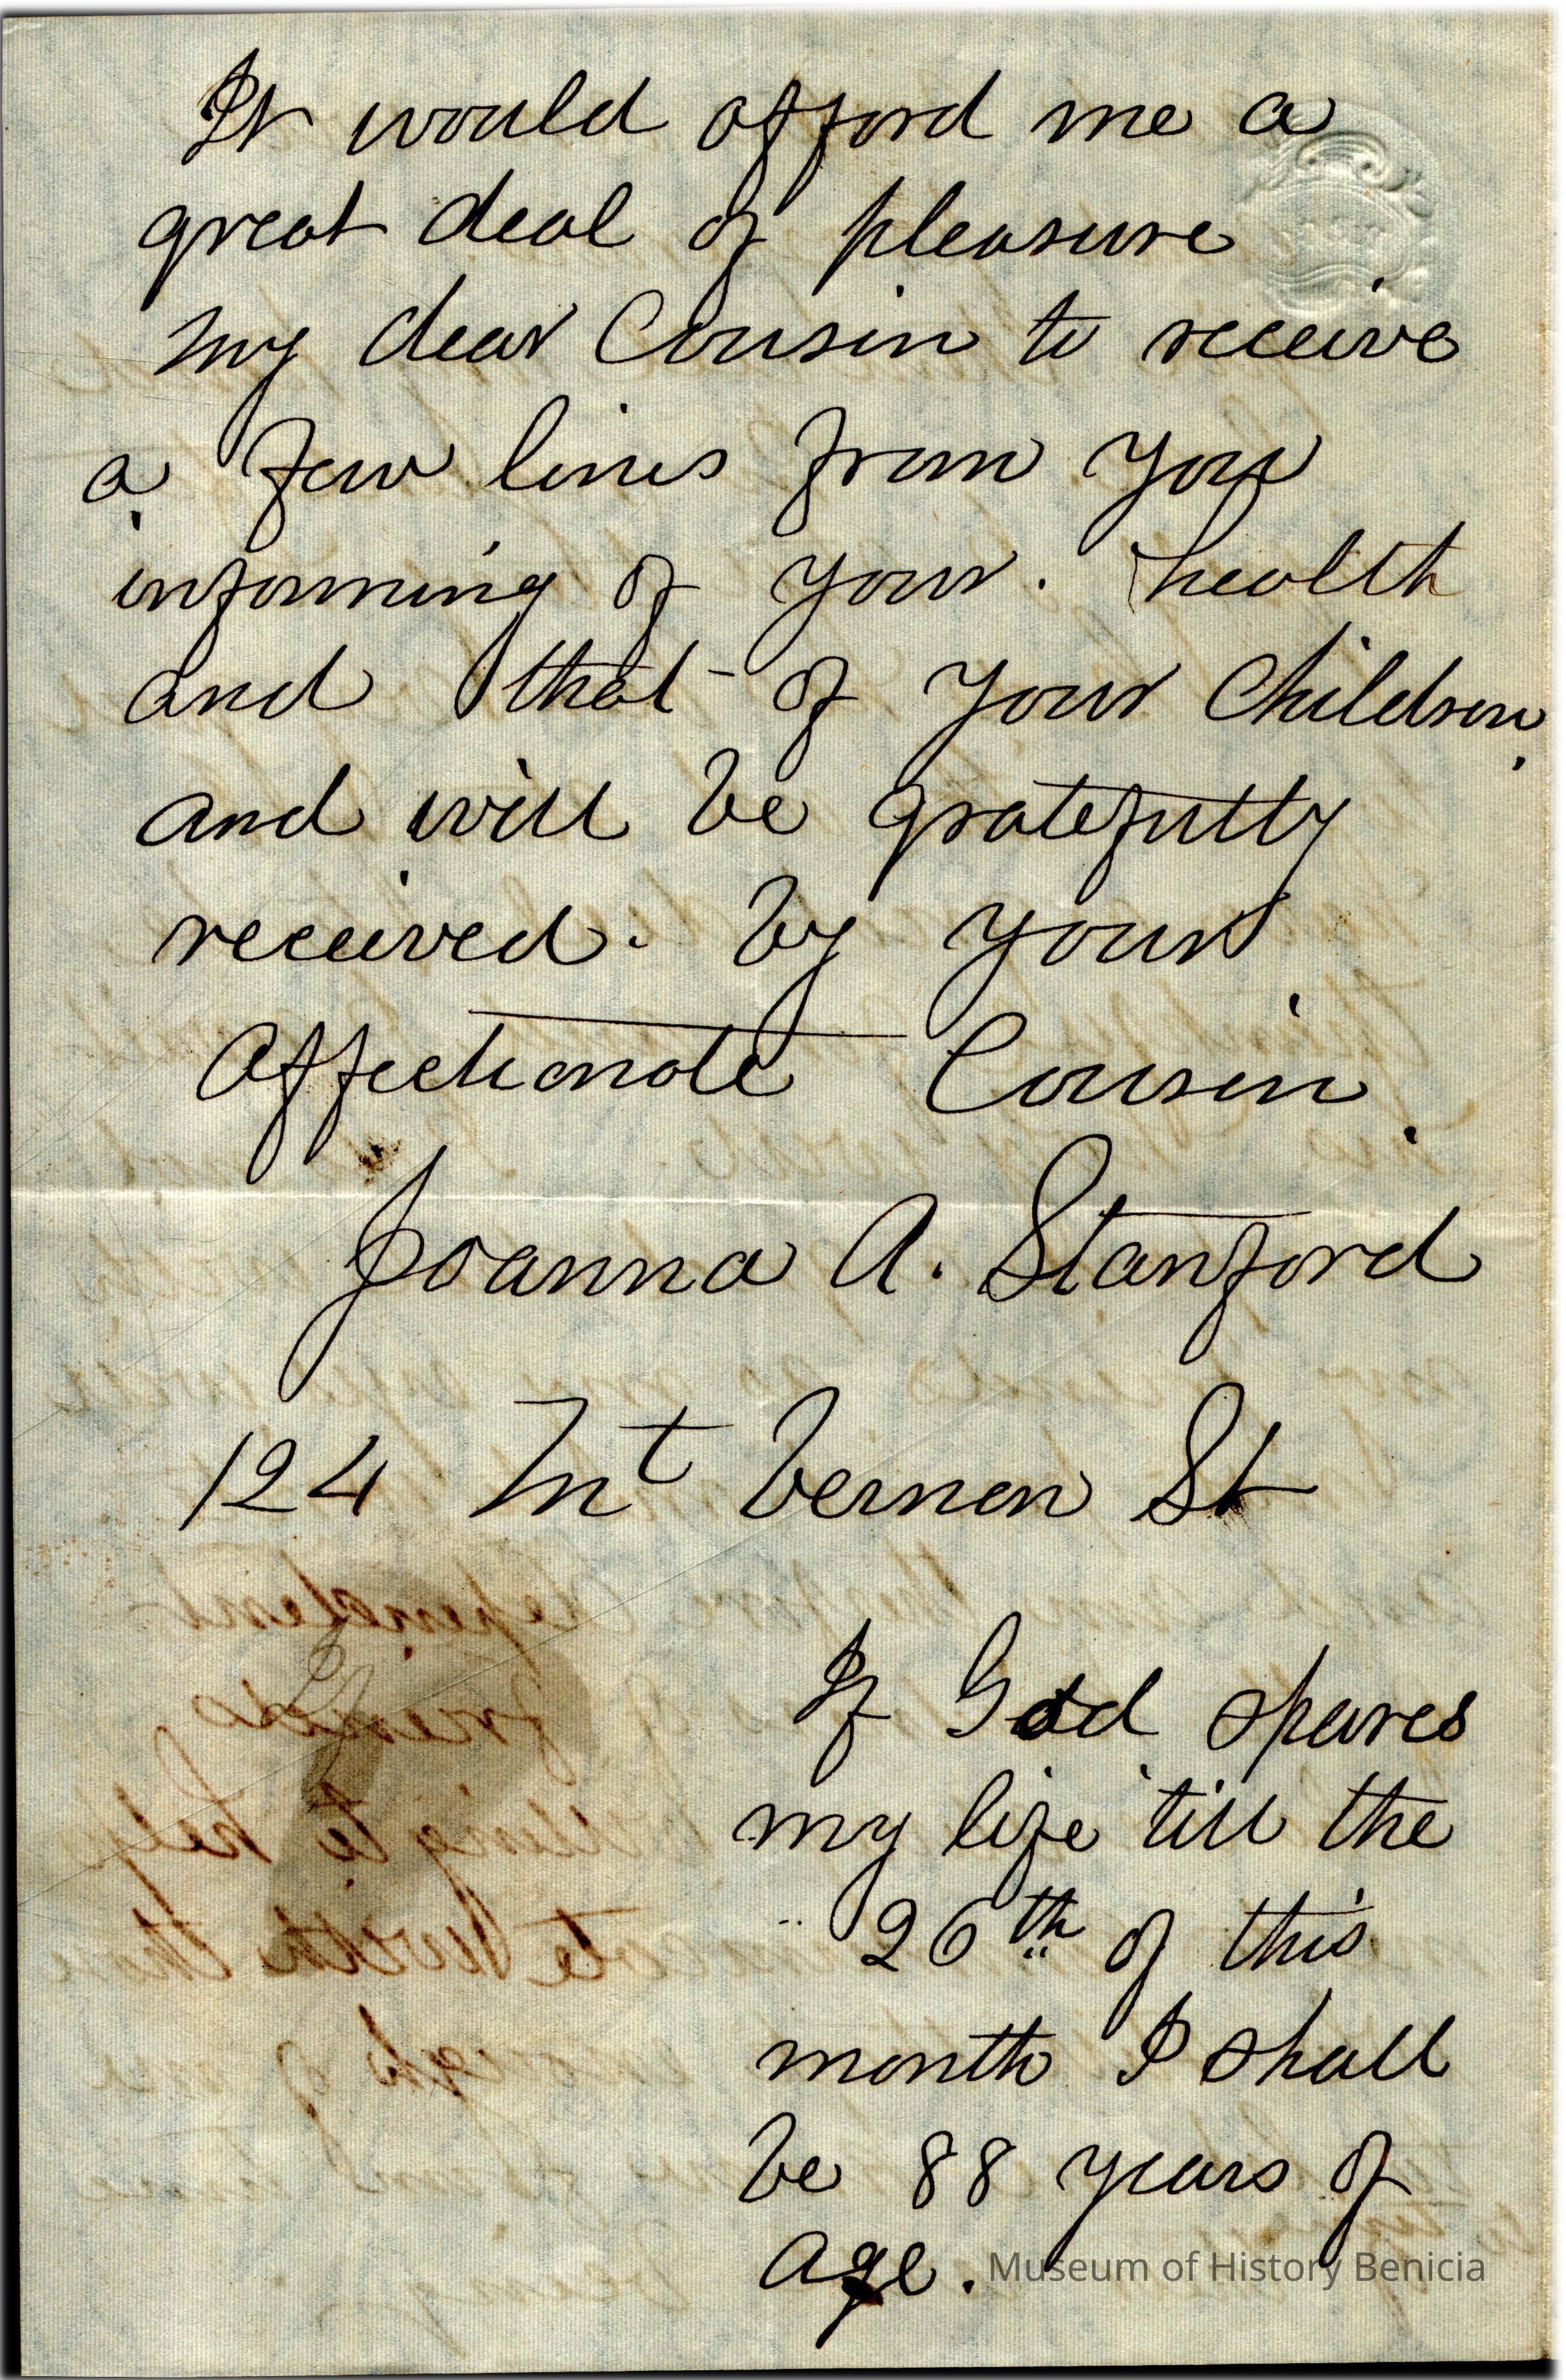 It would afford me a
great deal of pleasure
my dear Cousin to receive
a few lines from you
informing of your. health
and that of your Children
and will be gratefully
received. by your
affectionate Cousin
Joanna A. Stanford
124 Mt Vernon St
If God spares
my life till the
26th of this
month I shall
be 88 years of
age.
Museum of History Benicia